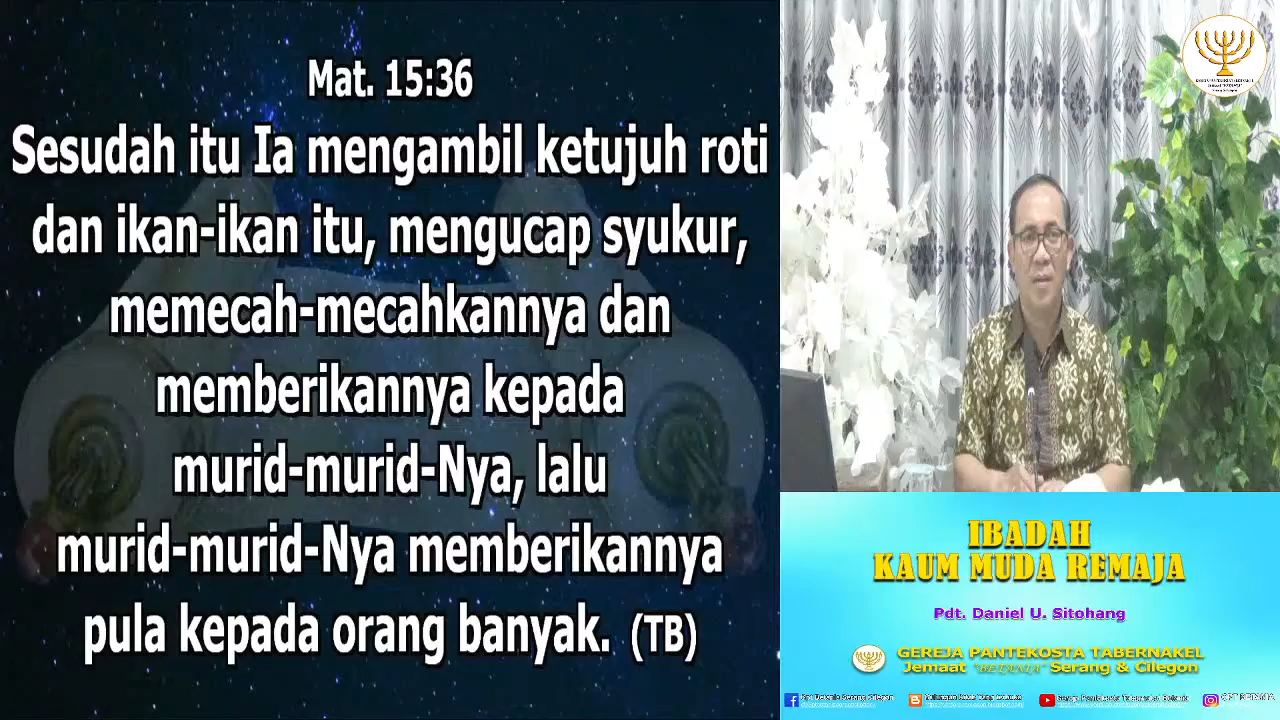 Mat. 15:36
Sesudah itu Ia mengambil ketujuh roti
dan ikan-ikan itu, mengucap syukur,
memecah-mecahkannya dan
memberikannya kepada
murid-murid-Nya, lalu
murid-murid-Nya memberikannya
pula kepada orang banyak. (TB)
IBADAH
KAUM MUDA REMAJA
Pdt. Daniel U. Sitohang
GEREJA PANTEKOSTA TABERNAKEL
Jemaat "BETANIA" Serang & Cilegon